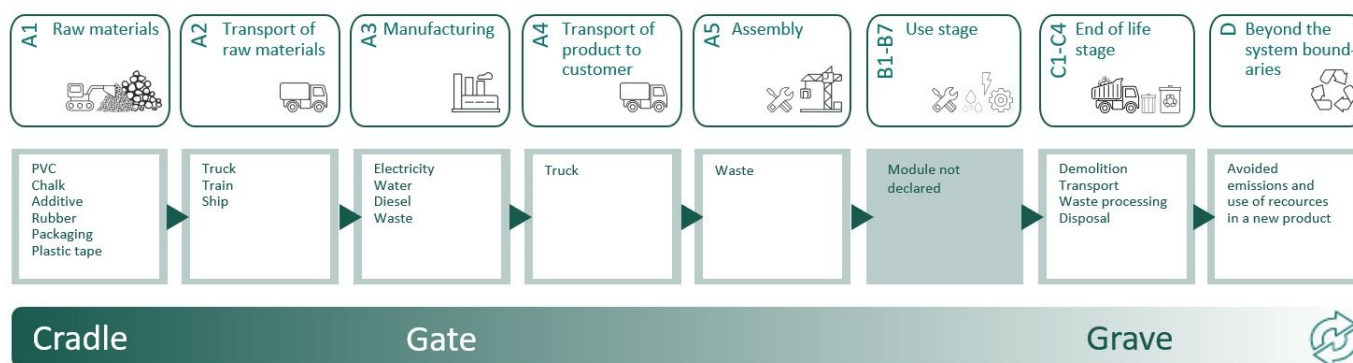 A1
Raw materials
A2
Transport of
raw materials
A3
Manufacturing
A4
Transport of
product to
customer
A5
Assembly
B1-B7
Use stage
C1-C4
End of life
stage
D
Beyond the
system bound-
aries
PVC
Chalk
Additive
Rubber
Packaging
Plastic tape
Truck
Train
Ship
Electricity
Water
Diesel
Waste
Truck
Waste
Module not
declared
Demolition
Transport
Waste processing
Disposal
Avoided
emissions and
use of recources
in a new product
Cradle
Gate
Grave